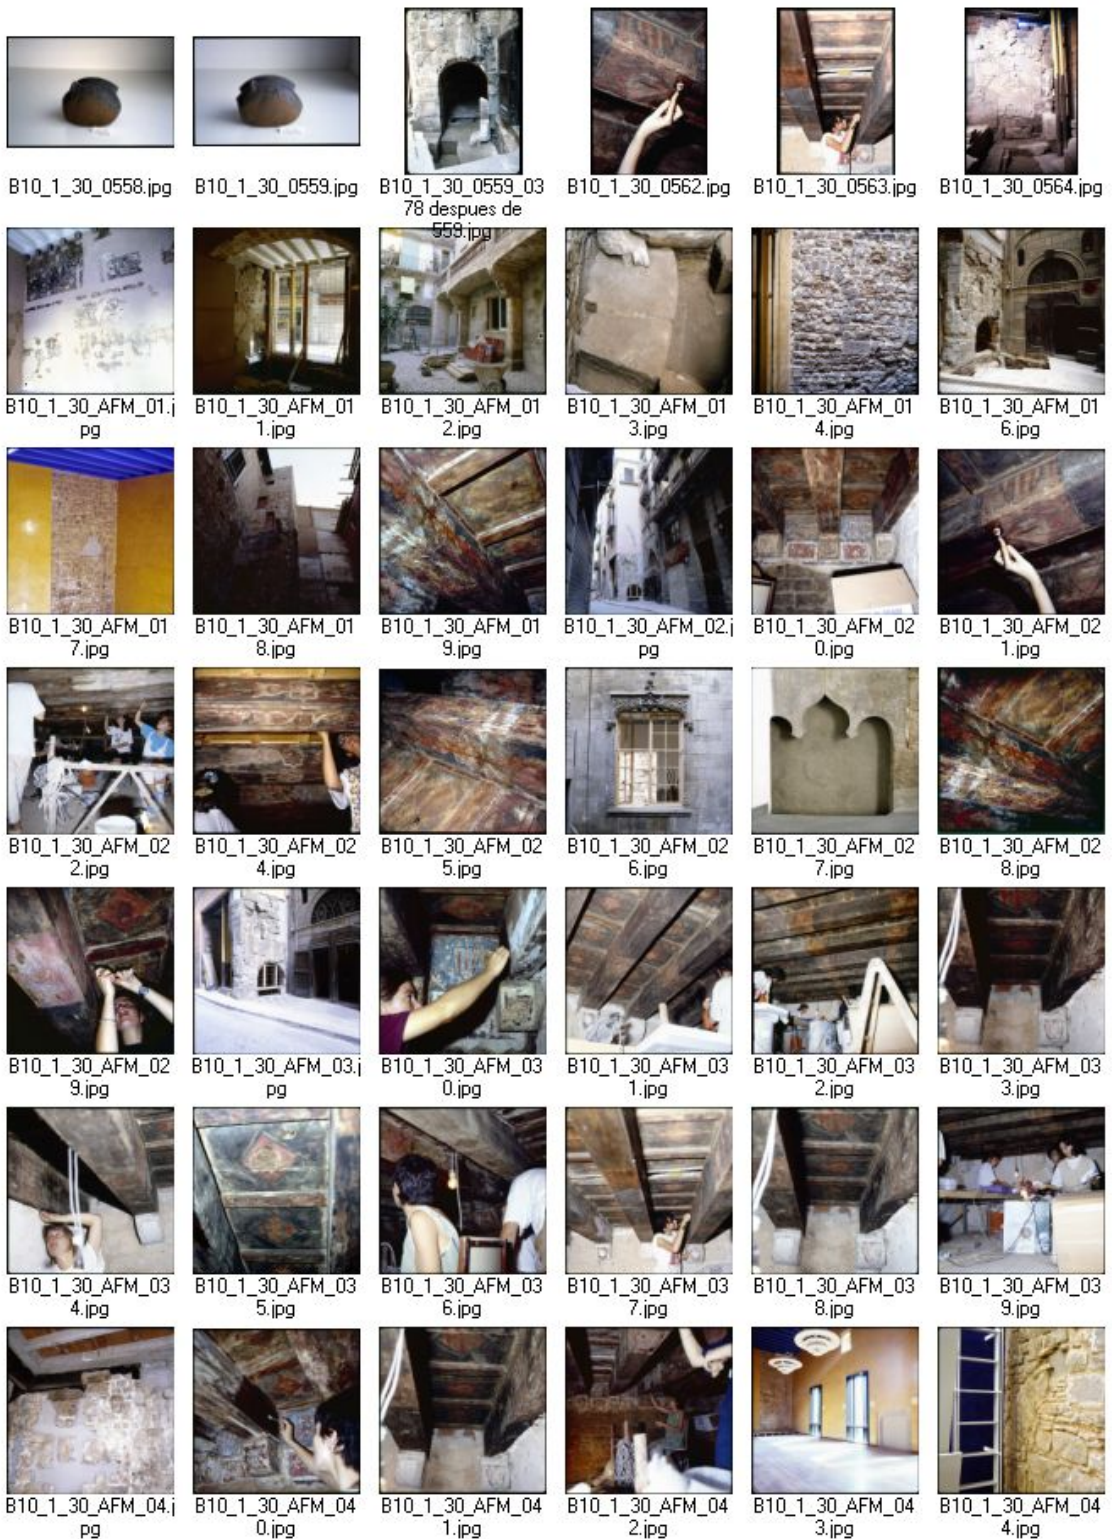 B10_1_30_0558.jpg
B10_1_30_0559.jpg
B10_1_30_0559_03
78 despues de
559.jpg
B10_1_30_0562.jpg
B10_1_30_0563.jpg
B10_1_30_0564.jpg
B10_1_30_AFM_01.j
pg
B10_1_30_AFM_01
1.jpg
B10_1_30_AFM_01
2.jpg
B10_1_30_AFM_01
3.jpg
B10_1_30_AFM_01
4.jpg
B10_1_30_AFM_01
6.jpg
B10_1_30_AFM_01
7.jpg
B10_1_30_AFM_01
8.jpg
B10_1_30_AFM_01
9.jpg
B10_1_30_AFM_02.j
pg
B10_1_30_AFM_02
0.jpg
B10_1_30_AFM_02
1.jpg
B10_1_30_AFM_02
2.jpg
B10_1_30_AFM_02
4.jpg
B10_1_30_AFM_02
5.jpg
B10_1_30_AFM_02
6.jpg
B10_1_30_AFM_02
7.jpg
B10_1_30_AFM_02
8.jpg
B10_1_30_AFM_02
9.jpg
B10_1_30_AFM_03.j
pg
B10_1_30_AFM_03
0.jpg
B10_1_30_AFM_03
1.jpg
B10_1_30_AFM_03
2.jpg
B10_1_30_AFM_03
3.jpg
B10_1_30_AFM_03
4.jpg
B10_1_30_AFM_03
5.jpg
B10_1_30_AFM_03
6.jpg
B10_1_30_AFM_03
7.jpg
B10_1_30_AFM_03
8.jpg
B10_1_30_AFM_03
9.jpg
B10_1_30_AFM_04.j
pg
B10_1_30_AFM_04
0.jpg
B10_1_30_AFM_04
1.jpg
B10_1_30_AFM_04
2.jpg
B10_1_30_AFM_04
3.jpg
B10_1_30_AFM_04
4.jpg